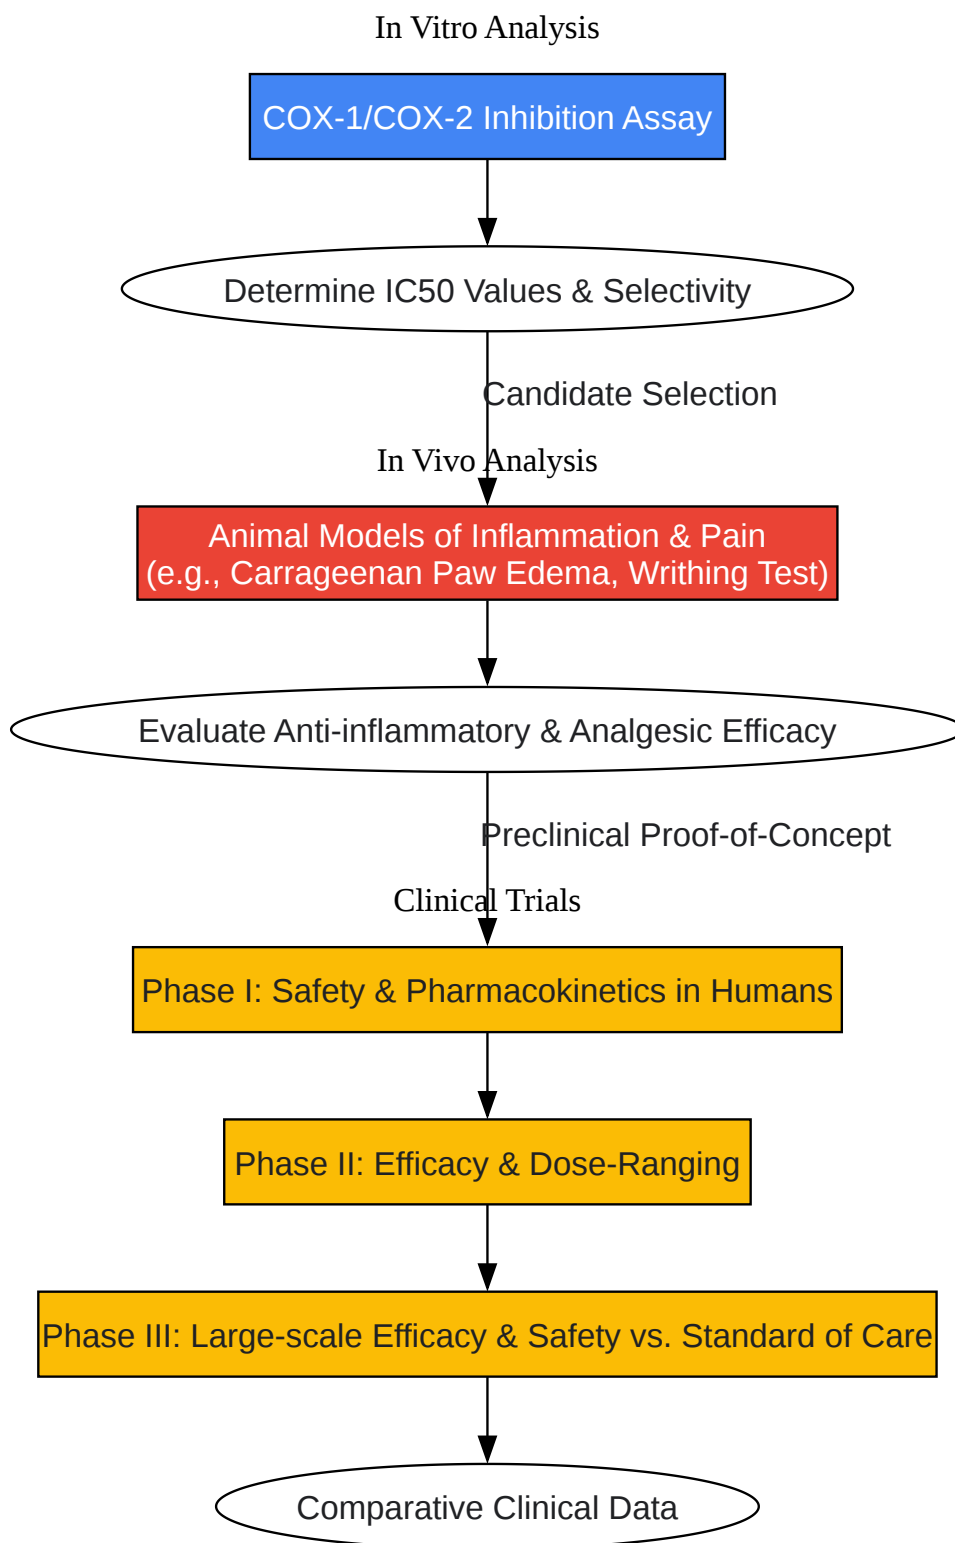 In Vitro Analysis
COX-1/COX-2 Inhibition Assay
Determine IC50 Values & Selectivity
Candidate Selection
In Vivo Analysis
Animal Models of Inflammation & Pain
(e.g., Carrageenan Paw Edema, Writhing Test)
Evaluate Anti-inflammatory & Analgesic Efficacy
Preclinical Proof-of-Concept
Clinical Trials
Phase I: Safety & Pharmacokinetics in Humans
Phase II: Efficacy & Dose-Ranging
Phase III: Large-scale Efficacy & Safety vs. Standard of Care
Comparative Clinical Data